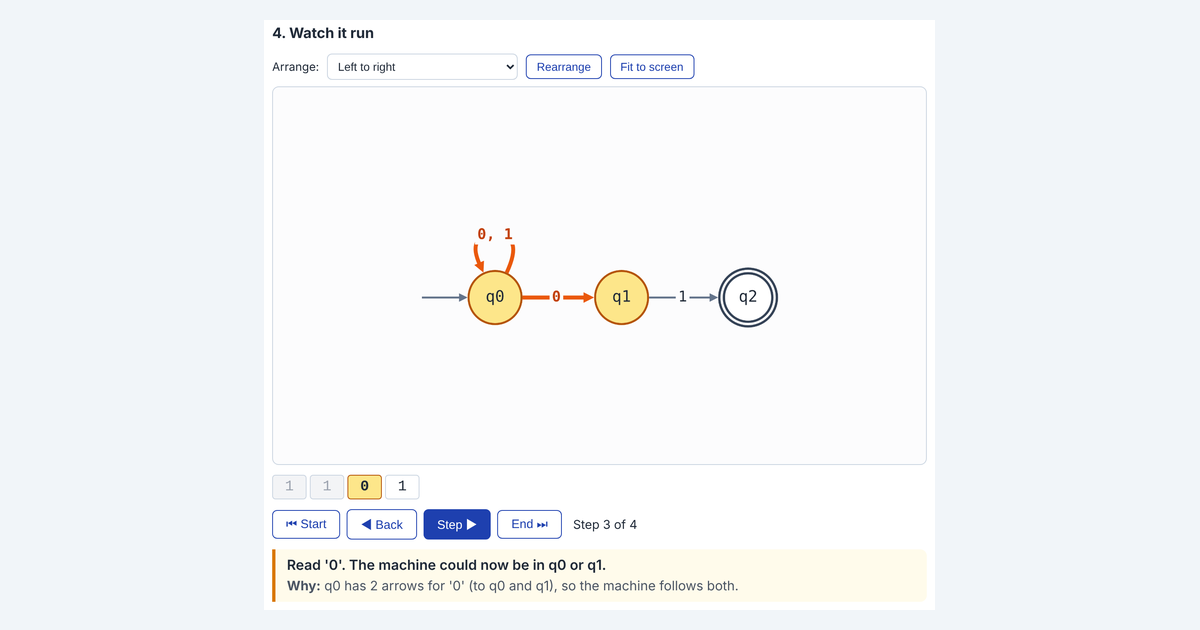 4. Watch it run
Arrange: Left to right Rearrange Fit to screen
0, 1
q0 0 q1 1 q2
1 1 0 1
⏮ Start ◀ Back Step ▶ End ⏭ Step 3 of 4
Read '0'. The machine could now be in q0 or q1.
Why: q0 has 2 arrows for '0' (to q0 and q1), so the machine follows both.